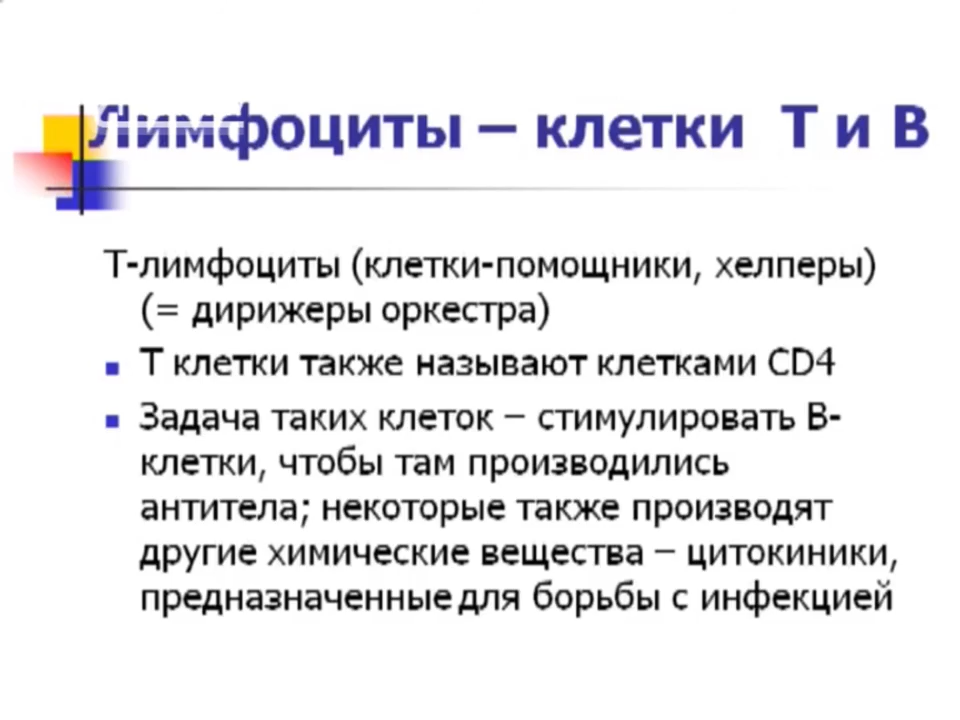 Лимфоциты – клетки Т и В
Т-лимфоциты (клетки-помощники, хелперы)
(= дирижеры оркестра)
Т клетки также называют клетками CD4
Задача таких клеток – стимулировать В-
клетки, чтобы там производились
антитела; некоторые также производят
другие химические вещества – цитокиники,
предназначенные для борьбы с инфекцией